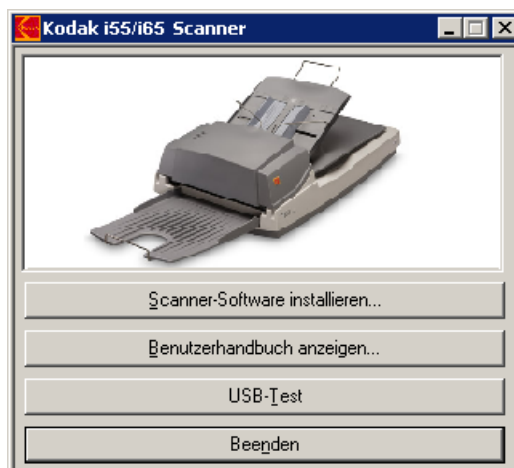 Kodak i55/i65 Scanner
Scanner-Software installieren...
Benutzerhandbuch anzeigen...
USB-Test
Beenden